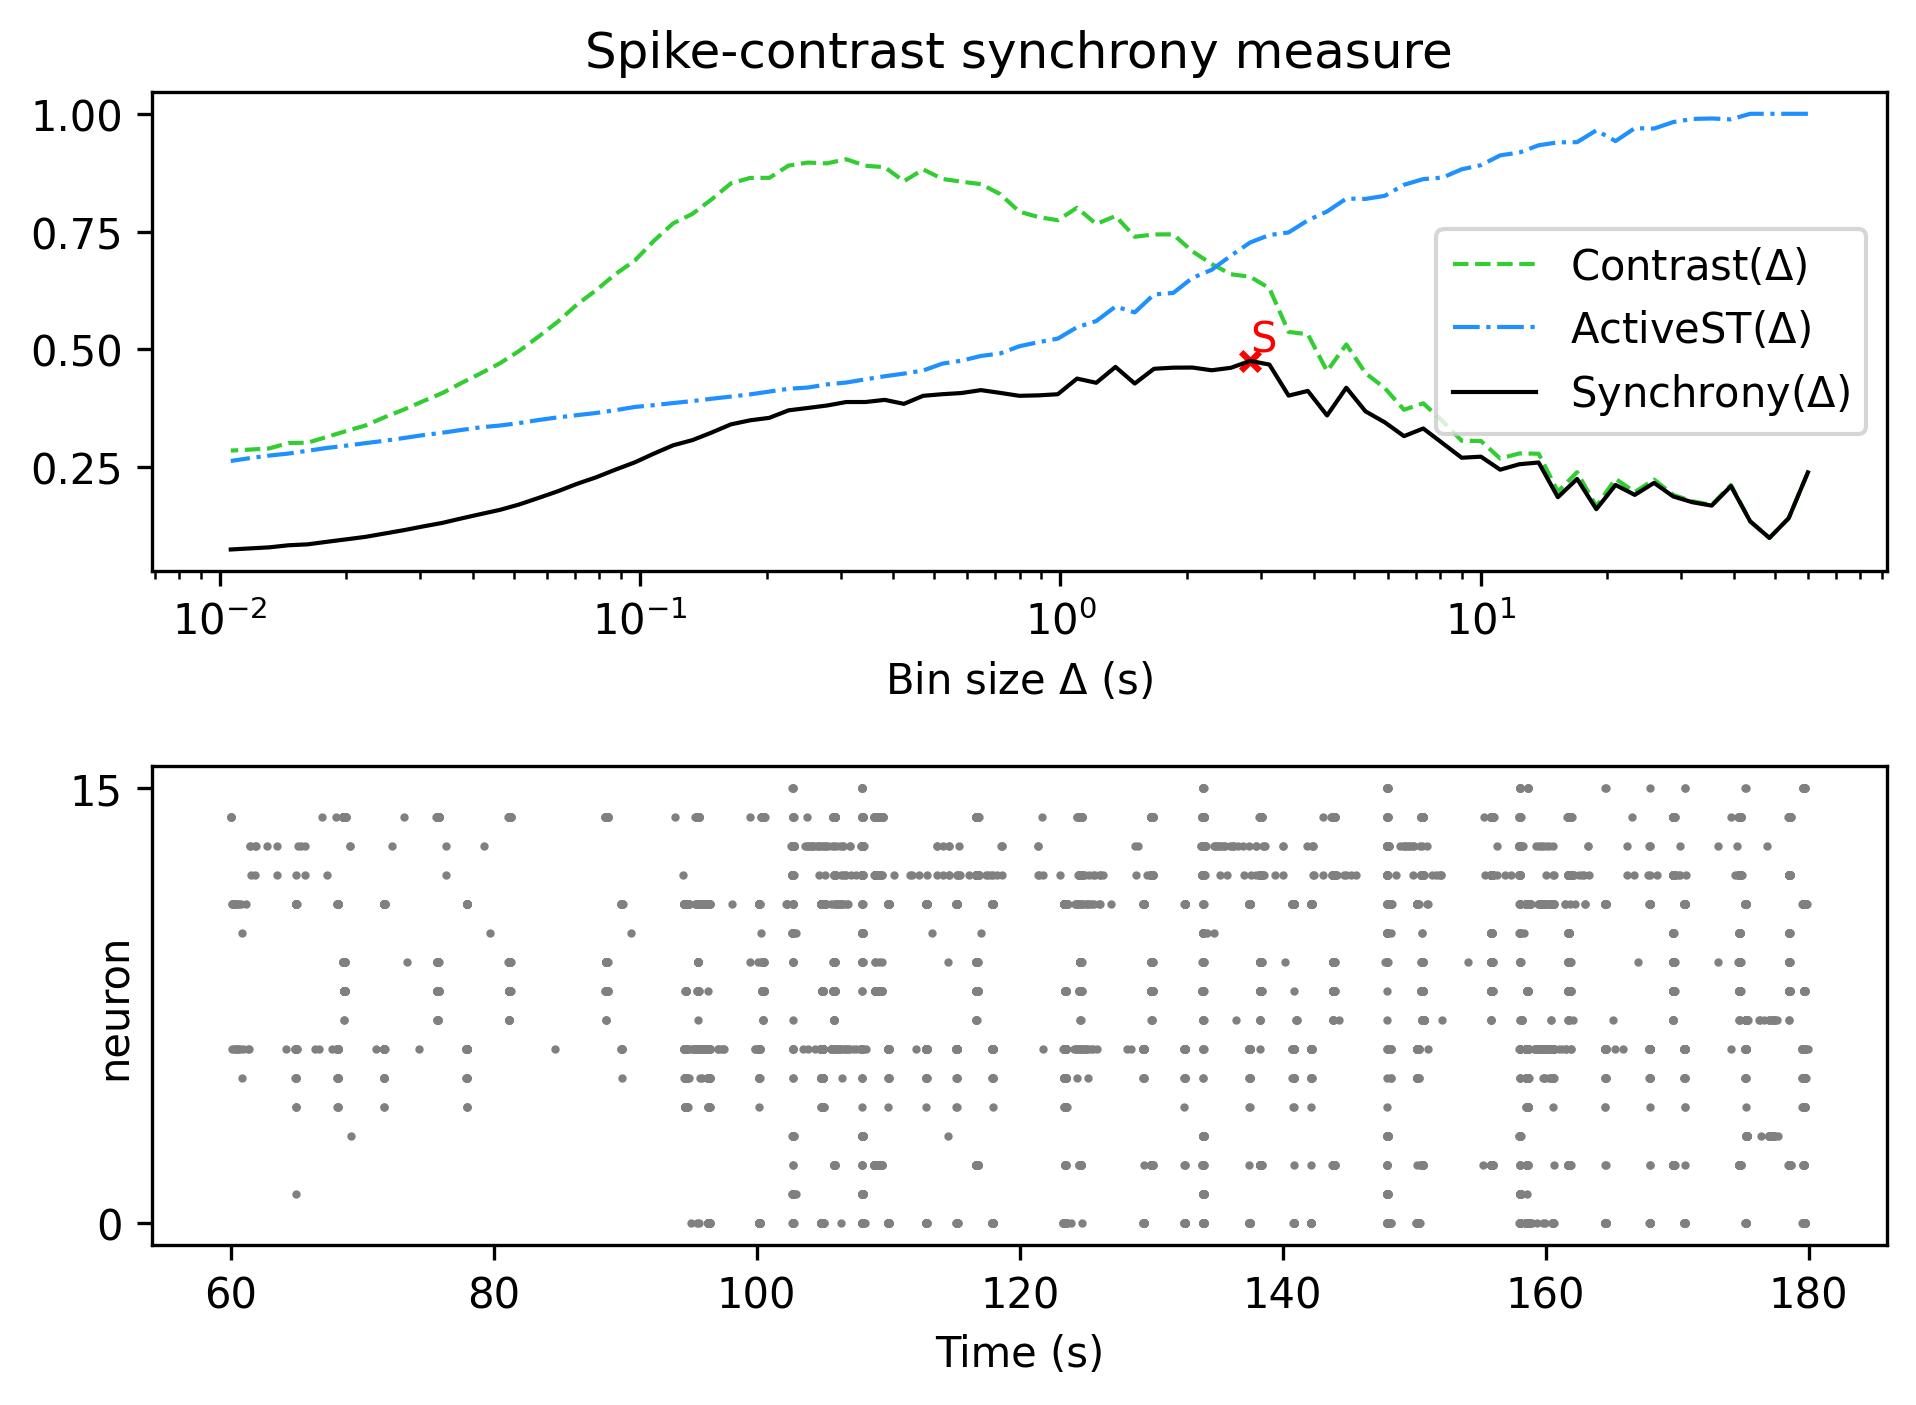 Spike-contrast synchrony measure
1.00
0.75
0.50
0.25
S
Contrast(Δ)
ActiveST(Δ)
Synchrony(Δ)
10⁻² 10⁻¹ 10⁰ 10¹
Bin size Δ (s)
15
0
neuron
60 80 100 120 140 160 180
Time (s)